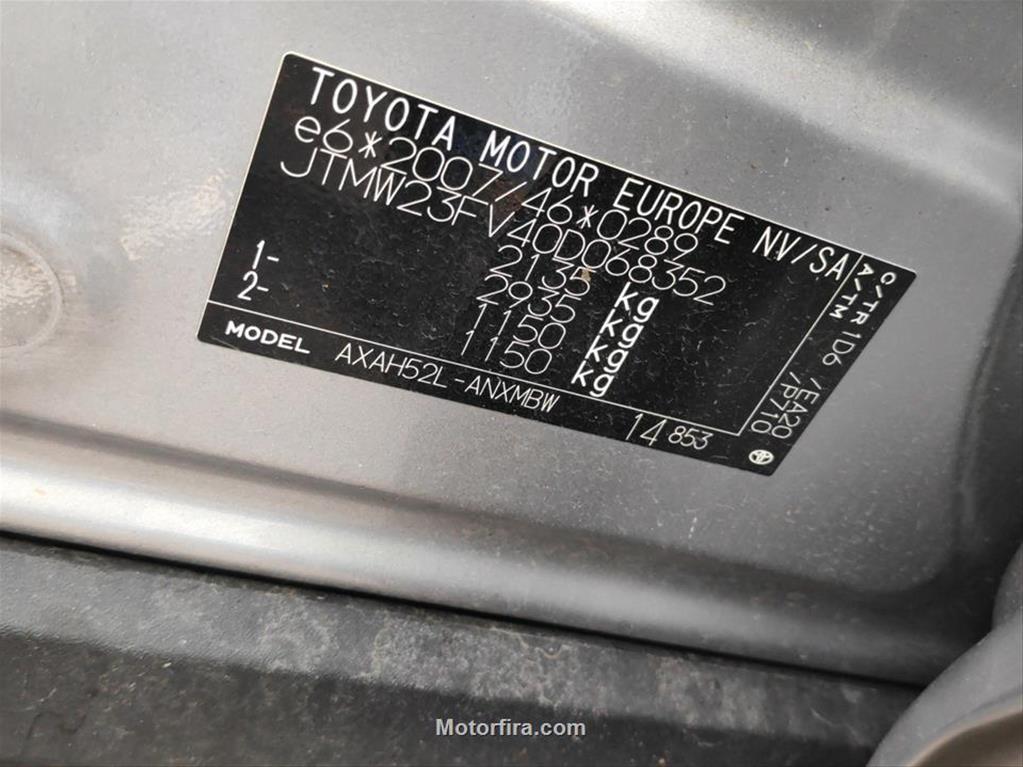 TOYOTA MOTOR EUROPE NV/SA
e6*2007/46*0289
JTMW23FV40D068352
2135 kg
2935 kg
1- 1150 kg
2- 1150 kg
MODEL AXAH52L-ANXMBW
14 853
C/TR 1D6 /EA20
A/TM /P710
Motorfira.com